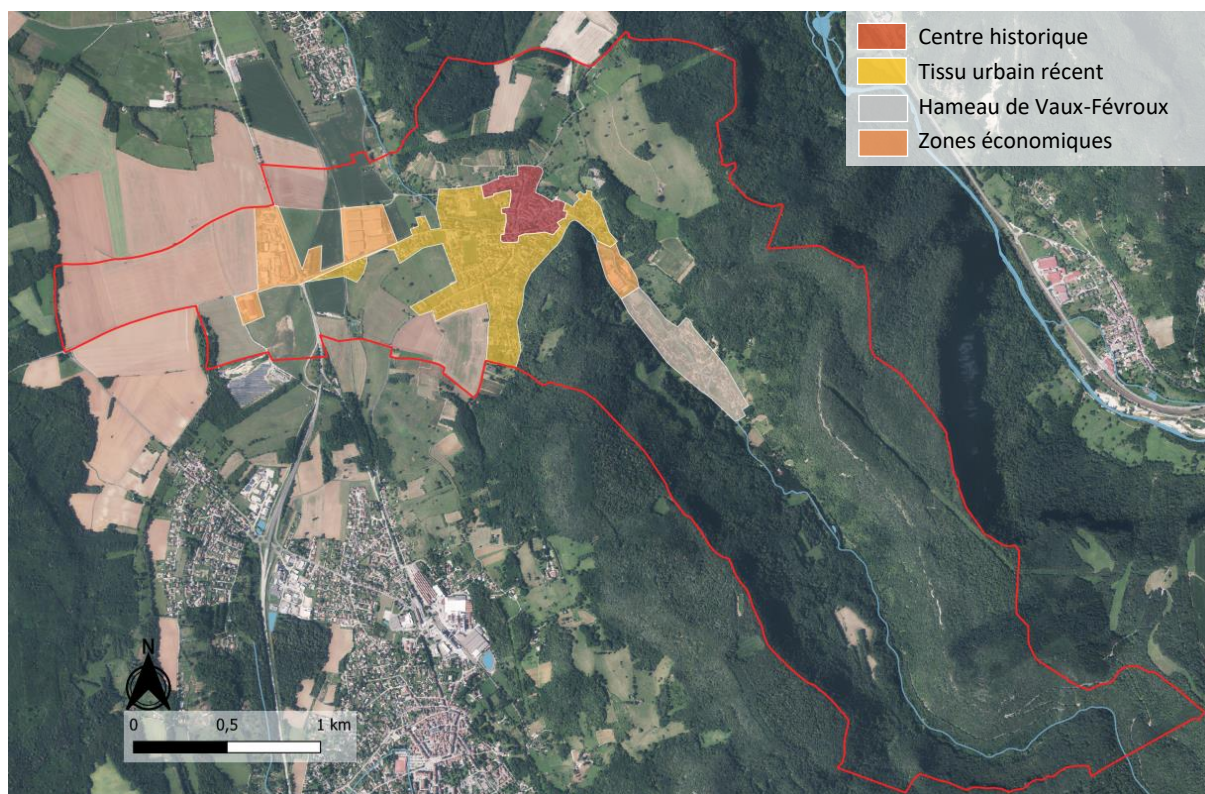 Centre historique
Tissu urbain récent
Hameau de Vaux-Févroux
Zones économiques
N
0 0,5 1 km